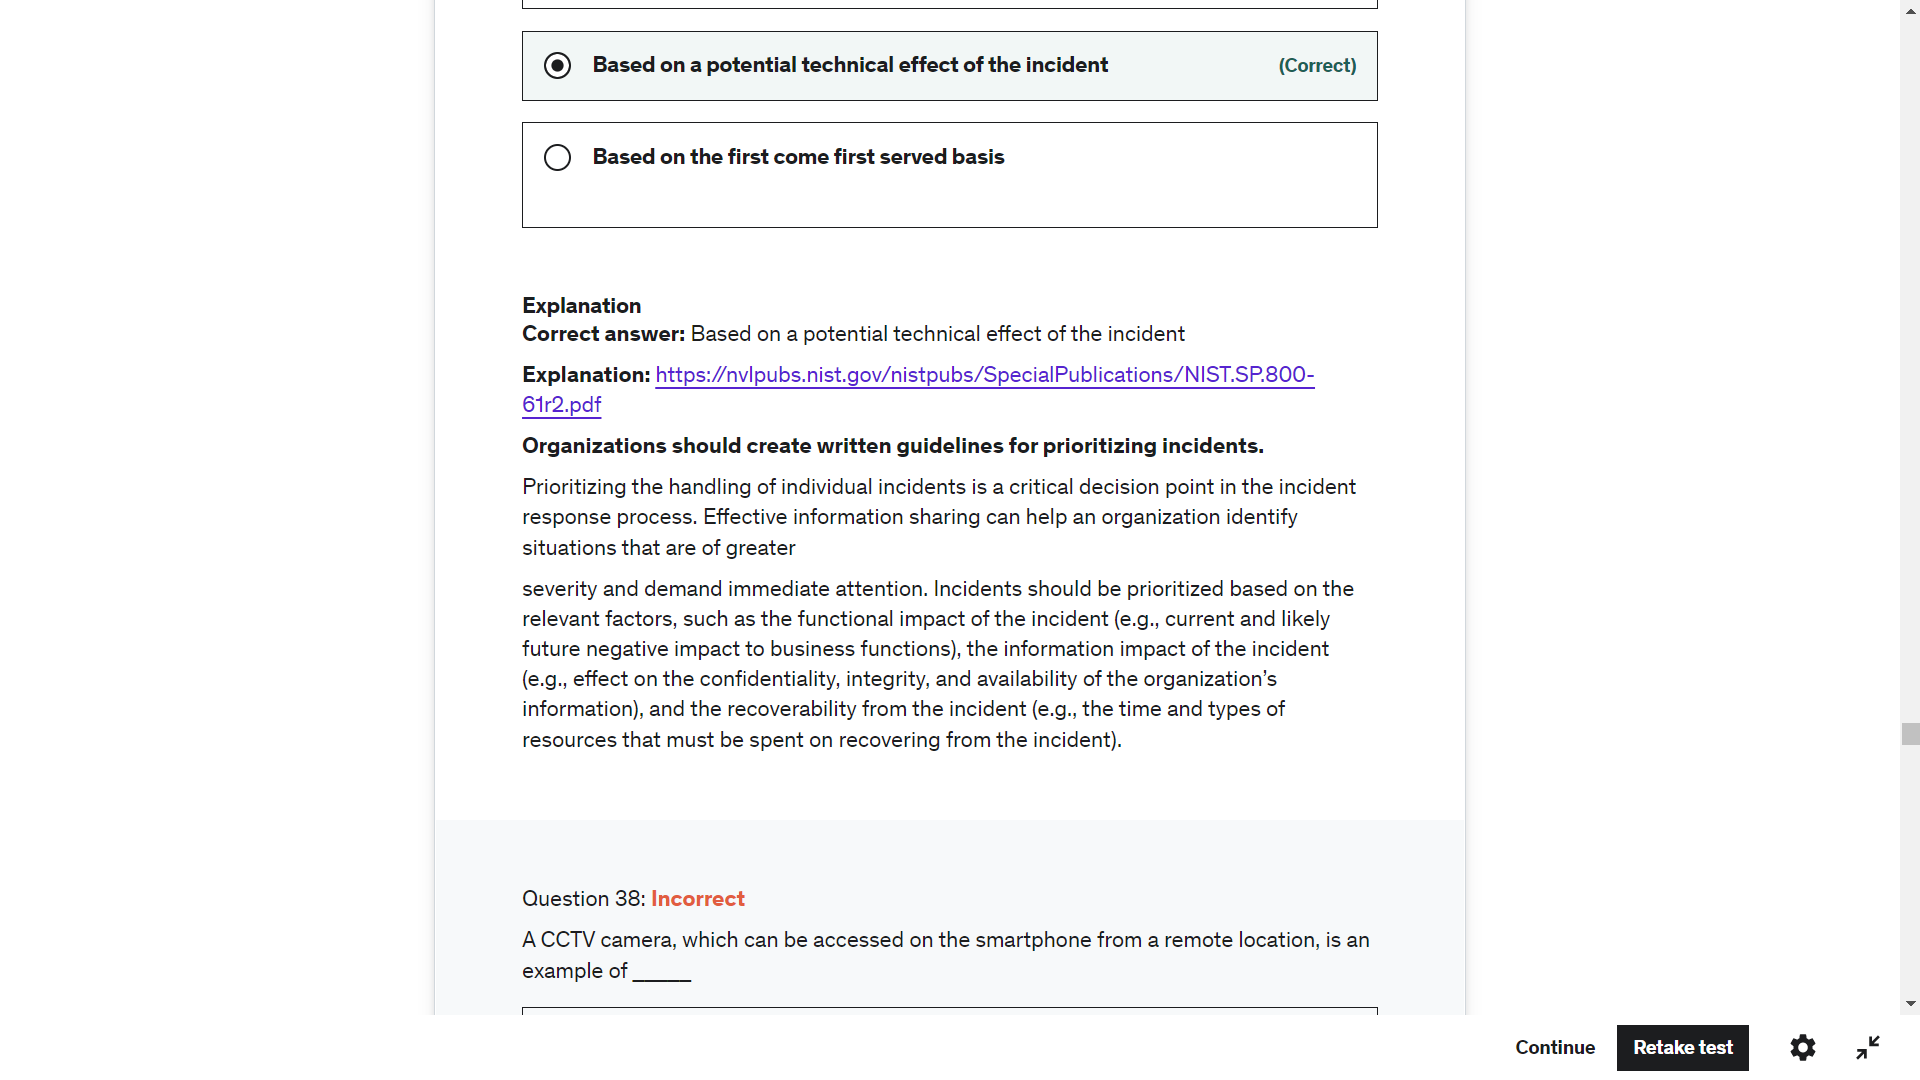 Based on a potential technical effect of the incident (Correct)
Based on the first come first served basis
Explanation
Correct answer: Based on a potential technical effect of the incident
Explanation: https://nvlpubs.nist.gov/nistpubs/SpecialPublications/NIST.SP.800-
61r2.pdf
Organizations should create written guidelines for prioritizing incidents.
Prioritizing the handling of individual incidents is a critical decision point in the incident
response process. Effective information sharing can help an organization identify
situations that are of greater
severity and demand immediate attention. Incidents should be prioritized based on the
relevant factors, such as the functional impact of the incident (e.g., current and likely
future negative impact to business functions), the information impact of the incident
(e.g., effect on the confidentiality, integrity, and availability of the organization’s
information), and the recoverability from the incident (e.g., the time and types of
resources that must be spent on recovering from the incident).
Question 38: Incorrect
A CCTV camera, which can be accessed on the smartphone from a remote location, is an
example of _____
Continue Retake test